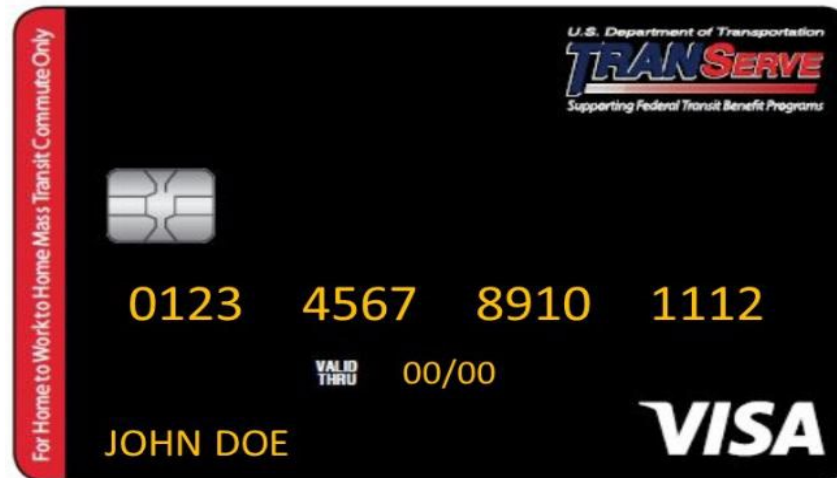 For Home to Work to Home Mass Transit Commute Only
U.S. Department of Transportation
TRANSERVE
Supporting Federal Transit Benefit Programs
0123 4567 8910 1112
VALID
THRU
00/00
JOHN DOE
VISA